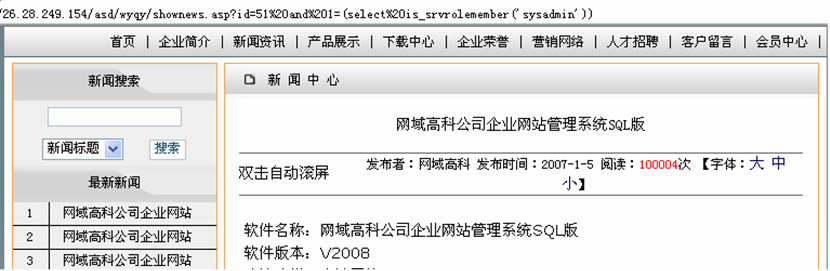 /26.28.249.154/asd/wyqy/shownews.asp?id=51%20and%201=(select%20is_srvrolemember('sysadmin'))
首页 | 企业简介 | 新闻资讯 | 产品展示 | 下载中心 | 企业荣誉 | 营销网络 | 人才招聘 | 客户留言 | 会员中心 |
新闻搜索
新闻标题 搜索
最新新闻
1 网域高科公司企业网站
2 网域高科公司企业网站
3 网域高科公司企业网站
新 闻 中 心
网域高科公司企业网站管理系统SQL版
双击自动滚屏
发布者：网域高科 发布时间：2007-1-5 阅读：100004次 【字体：大 中
小】
软件名称：网域高科公司企业网站管理系统SQL版
软件版本：V2008